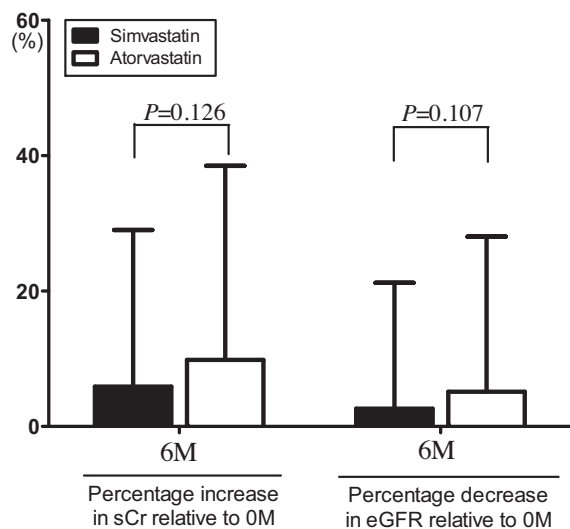 60
(%)
Simvastatin
Atorvastatin
P=0.126
P=0.107
40
20
0
6M
6M
Percentage increase
in sCr relative to 0M
Percentage decrease
in eGFR relative to 0M